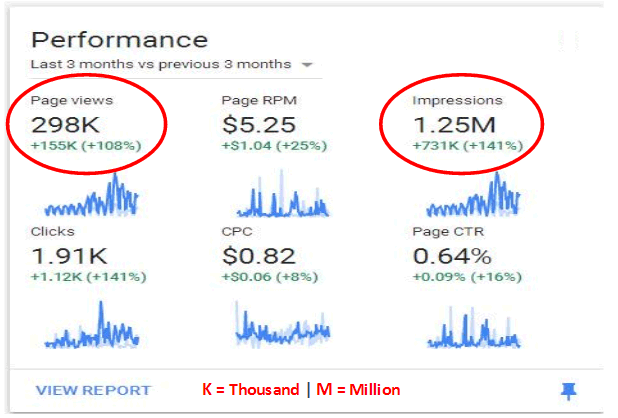 Performance
Last 3 months vs previous 3 months
Page views
298K
+155K (+108%)
Page RPM
$5.25
+$1.04 (+25%)
Impressions
1.25M
+731K (+141%)
Clicks
1.91K
+1.12K (+141%)
CPC
$0.82
+$0.06 (+8%)
Page CTR
0.64%
+0.09% (+16%)
VIEW REPORT
K = Thousand | M = Million